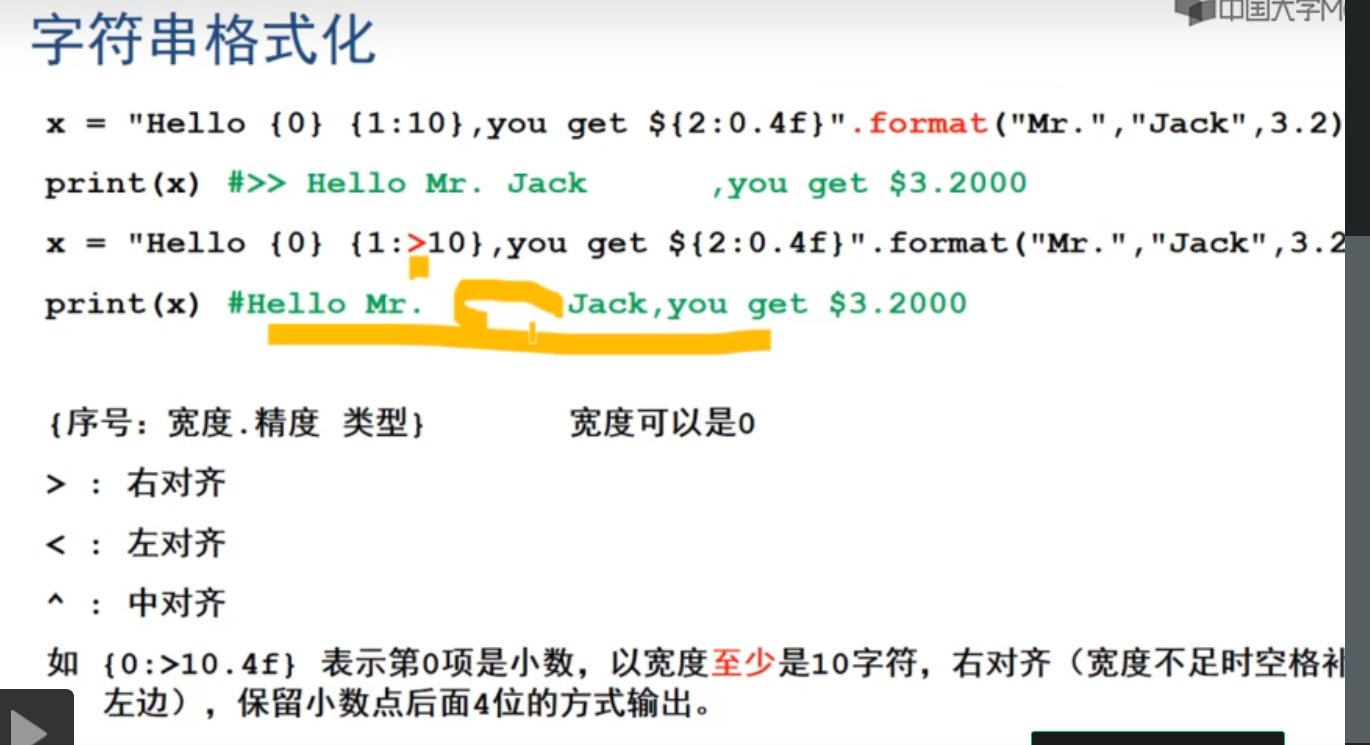 中国大学M
字符串格式化
x = "Hello {0} {1:10},you get ${2:0.4f}".format("Mr.","Jack",3.2)
print(x) #>> Hello Mr. Jack      ,you get $3.2000
x = "Hello {0} {1:>10},you get ${2:0.4f}".format("Mr.","Jack",3.2
print(x) #Hello Mr.       Jack,you get $3.2000
{序号: 宽度.精度 类型}      宽度可以是0
> : 右对齐
< : 左对齐
^ : 中对齐
如 {0:>10.4f} 表示第0项是小数，以宽度至少是10字符，右对齐（宽度不足时空格补
左边），保留小数点后面4位的方式输出。